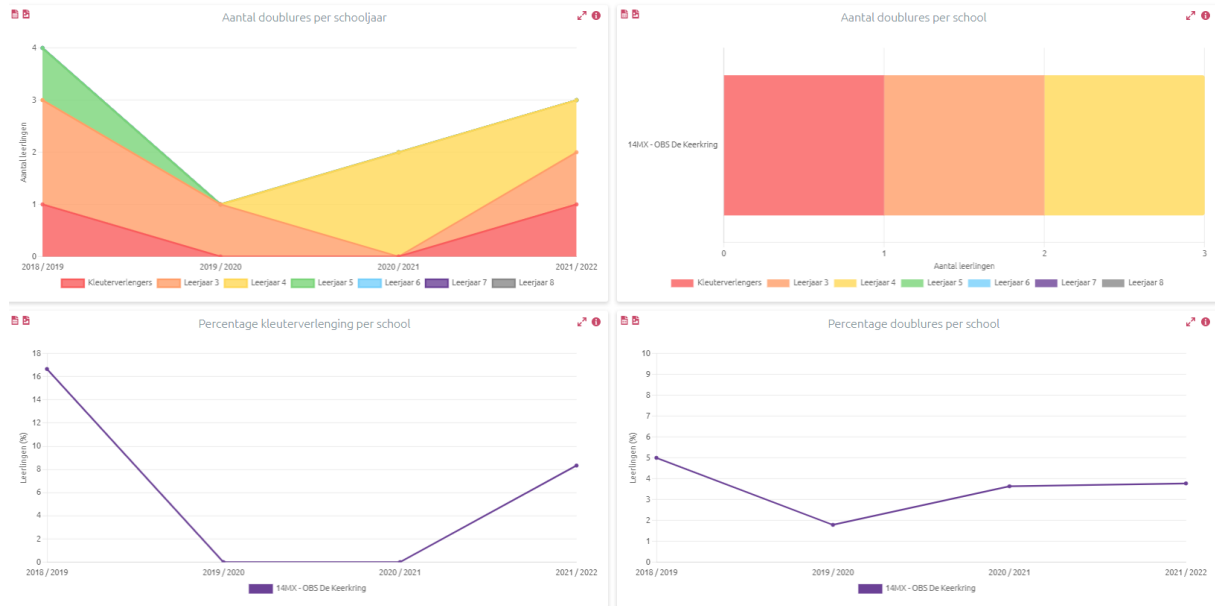 Aantal doublures per schooljaar
Aantal leerlingen
4
3
2
1
0
2018 / 2019
2019 / 2020
2020 / 2021
2021 / 2022
Kleuterverlengers
Leerjaar 3
Leerjaar 4
Leerjaar 5
Leerjaar 6
Leerjaar 7
Leerjaar 8
Aantal doublures per school
14MX - OBS De Keerkring
0
1
2
3
Aantal leerlingen
Kleuterverlengers
Leerjaar 3
Leerjaar 4
Leerjaar 5
Leerjaar 6
Leerjaar 7
Leerjaar 8
Percentage kleuterverlenging per school
Leerlingen (%)
18
16
14
12
10
8
6
4
2
0
2018 / 2019
2019 / 2020
2020 / 2021
2021 / 2022
14MX - OBS De Keerkring
Percentage doublures per school
Leerlingen (%)
10
9
8
7
6
5
4
3
2
1
0
2018 / 2019
2019 / 2020
2020 / 2021
2021 / 2022
14MX - OBS De Keerkring